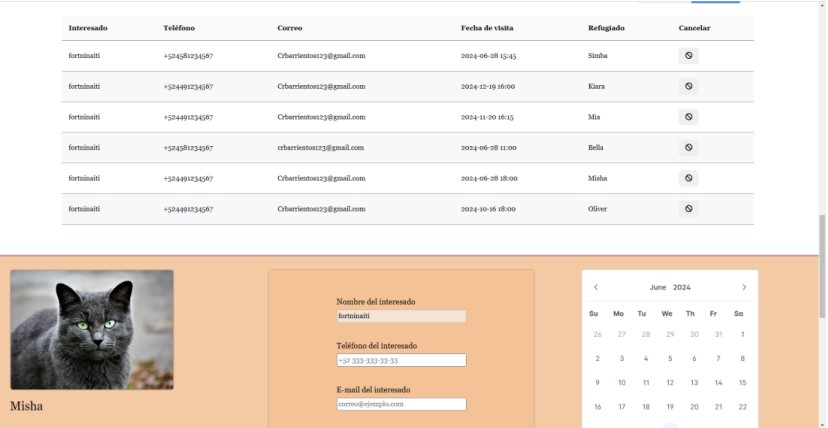 Interesado Teléfono Correo Fecha de visita Refugiado Cancelar
fortninaiti +524581234567 Crbarrientos123@gmail.com 2024-06-28 15:45 Simba
fortninaiti +524491234567 Crbarrientos123@gmail.com 2024-12-19 16:00 Kiara
fortninaiti +524491234567 Crbarrientos123@gmail.com 2024-11-20 16:15 Mia
fortninaiti +524581234567 crbarrientos123@gmail.com 2024-06-28 11:00 Bella
fortninaiti +524491234567 Crbarrientos123@gmail.com 2024-06-28 18:00 Misha
fortninaiti +524491234567 Crbarrientos123@gmail.com 2024-10-16 18:00 Oliver
Misha
Nombre del interesado
fortninaiti
Teléfono del interesado
+52 333-333-33-33
E-mail del interesado
correo@ejemplo.com
June 2024
Su Mo Tu We Th Fr Sa
26 27 28 29 30 31 1
2 3 4 5 6 7 8
9 10 11 12 13 14 15
16 17 18 19 20 21 22